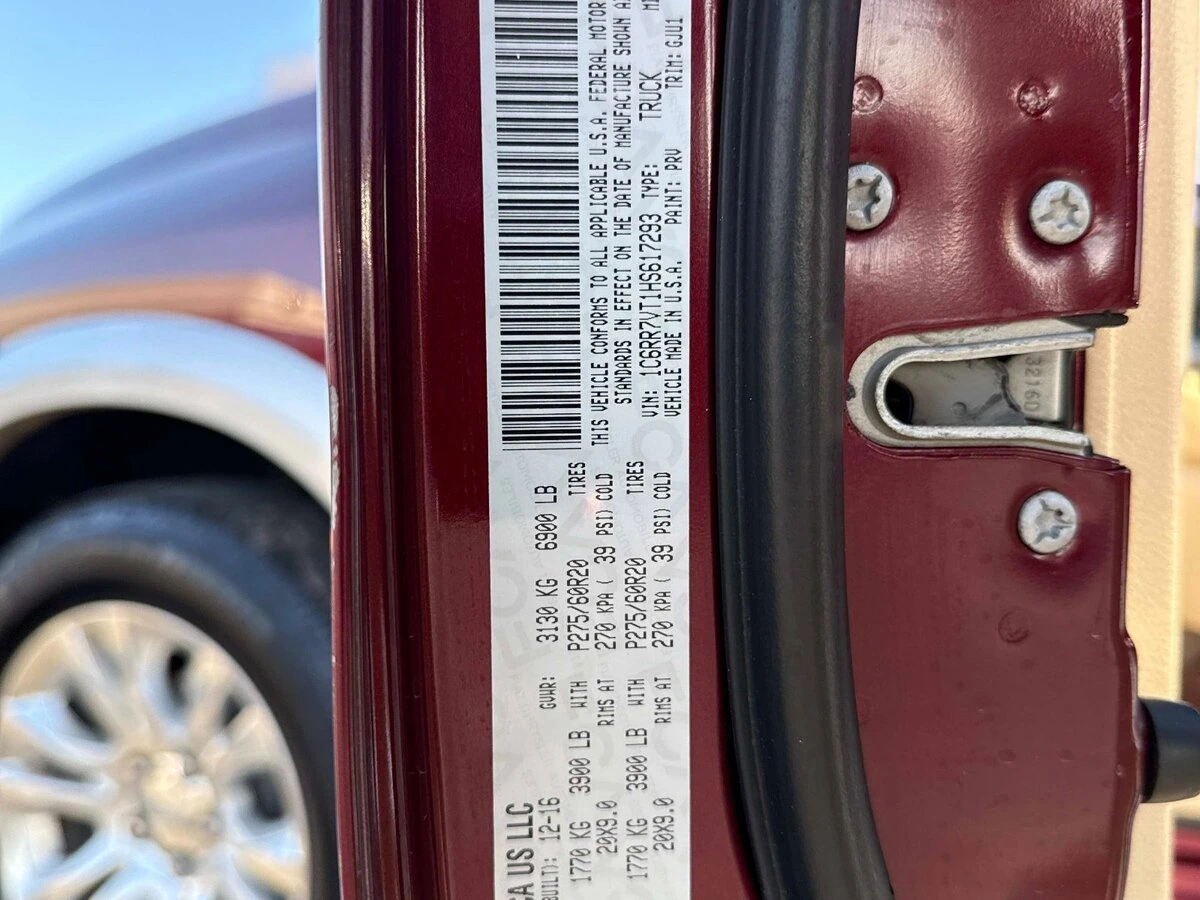 CA US LLC
BUILT): 12-16 GVWR: 3130 KG 6900 LB
1770 KG 3900 LB WITH P275/60R20 TIRES
20X9.0 RIMS AT 270 KPA ( 39 PSI) COLD
1770 KG 3900 LB WITH P275/60R20 TIRES
20X9.0 RIMS AT 270 KPA ( 39 PSI) COLD
THIS VEHICLE CONFORMS TO ALL APPLICABLE U.S.A. FEDERAL MOTOR
STANDARDS IN EFFECT ON THE DATE OF MANUFACTURE SHOWN A
VIN: 1C6RR7VT1HS617293 TYPE: TRUCK
VEHICLE MADE IN U.S.A. PAINT: PRV TRIM: GJU1
92160